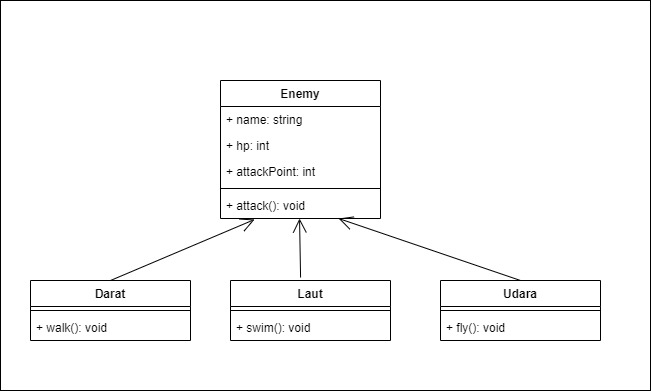 Enemy
+ name: string
+ hp: int
+ attackPoint: int
+ attack(): void
Darat
+ walk(): void
Laut
+ swim(): void
Udara
+ fly(): void